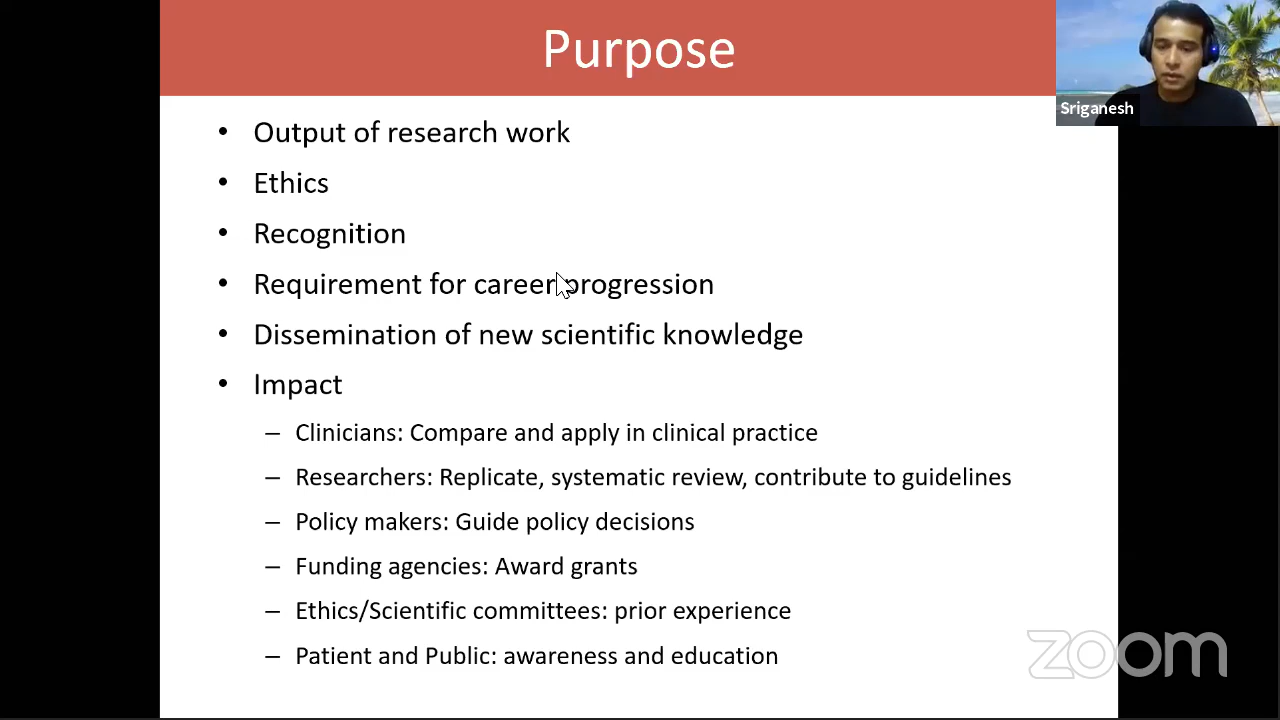 Purpose
Sriganesh
• Output of research work
• Ethics
• Recognition
• Requirement for career progression
• Dissemination of new scientific knowledge
• Impact
– Clinicians: Compare and apply in clinical practice
– Researchers: Replicate, systematic review, contribute to guidelines
– Policy makers: Guide policy decisions
– Funding agencies: Award grants
– Ethics/Scientific committees: prior experience
– Patient and Public: awareness and education
zoom